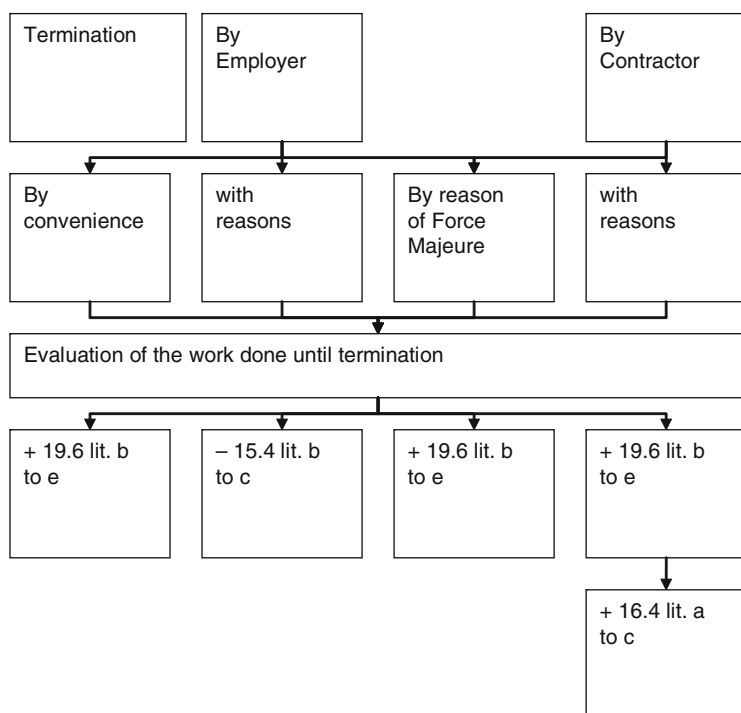 Termination
By
Employer
By
Contractor
By
convenience
with
reasons
By reason
of Force
Majeure
with
reasons
Evaluation of the work done until termination
+ 19.6 lit. b
to e
– 15.4 lit. b
to c
+ 19.6 lit. b
to e
+ 19.6 lit. b
to e
+ 16.4 lit. a
to c